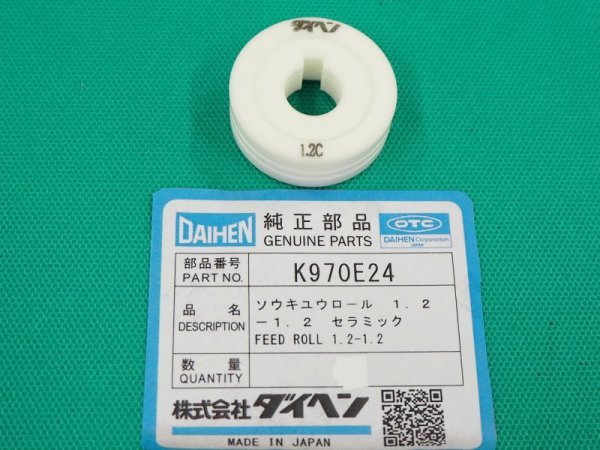 ダイヘン
1.2C
DAIHEN 純正部品 OTC
GENUINE PARTS DAIHEN Corporation
JAPAN
部品番号 K970E24
PART NO.
品 名 ソウキユウロール 1.2
DESCRIPTION -1.2 セラミック
FEED ROLL 1.2-1.2
数 量
QUANTITY
株式会社 ダイヘン
MADE IN JAPAN